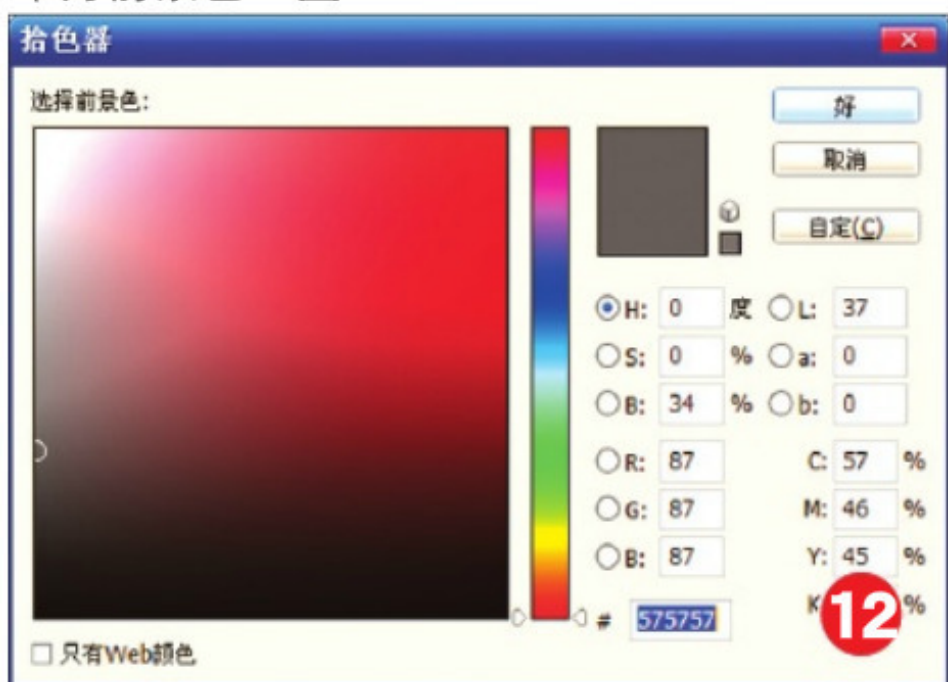 拾色器
选择前景色：
好
取消
自定(C)
H: 0 度 L: 37
S: 0 % a: 0
B: 34 % b: 0
R: 87 C: 57 %
G: 87 M: 46 %
B: 87 Y: 45 %
# 575757 K 12 %
只有Web颜色